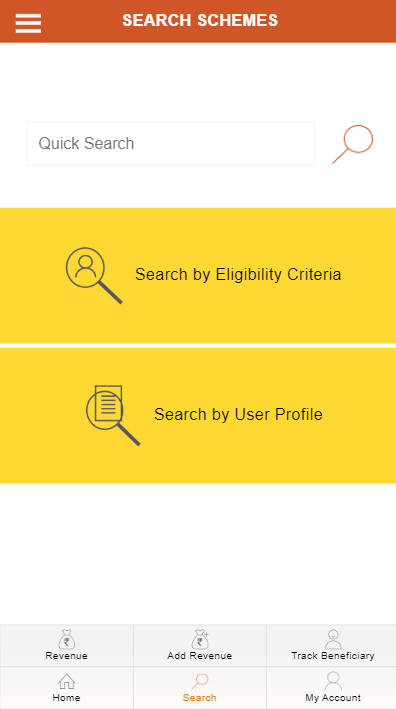 SEARCH SCHEMES
Quick Search
Search by Eligibility Criteria
Search by User Profile
Revenue
Add Revenue
Track Beneficiary
Home
Search
My Account